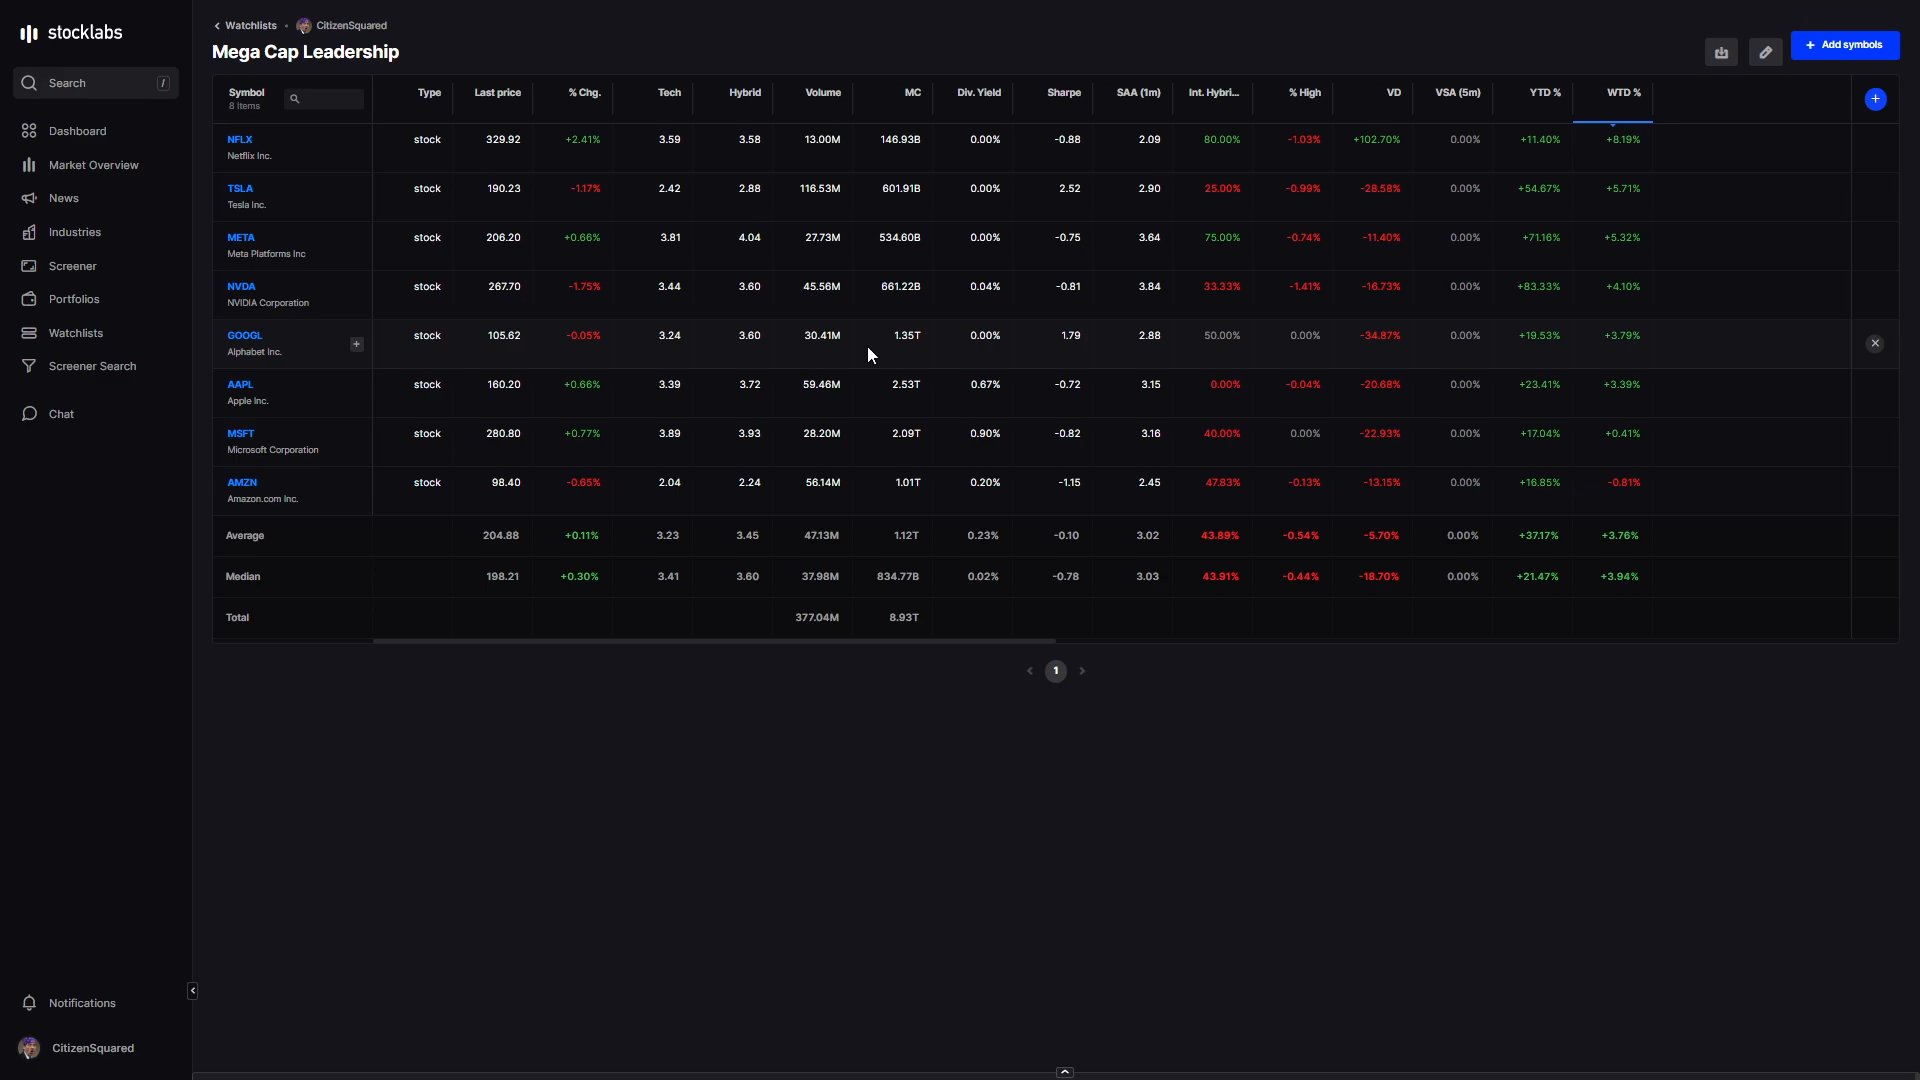 stocklabs
Search /
Dashboard
Market Overview
News
Industries
Screener
Portfolios
Watchlists
Screener Search
Chat
Notifications
CitizenSquared
Watchlists • CitizenSquared
Mega Cap Leadership
+ Add symbols
Symbol Type Last price % Chg. Tech Hybrid Volume MC Div. Yield Sharpe SAA (1m) Int. Hybri... % High VD VSA (5m) YTD % WTD %
8 Items
NFLX stock 329.92 +2.41% 3.59 3.58 13.00M 146.93B 0.00% -0.88 2.09 80.00% -1.03% +102.70% 0.00% +11.40% +8.19%
Netflix Inc.
TSLA stock 190.23 -1.17% 2.42 2.88 116.53M 601.91B 0.00% 2.52 2.90 25.00% -0.99% -28.58% 0.00% +54.67% +5.71%
Tesla Inc.
META stock 206.20 +0.66% 3.81 4.04 27.73M 534.60B 0.00% -0.75 3.64 75.00% -0.74% -11.40% 0.00% +71.16% +5.32%
Meta Platforms Inc
NVDA stock 267.70 -1.75% 3.44 3.60 45.56M 661.22B 0.04% -0.81 3.84 33.33% -1.41% -16.73% 0.00% +83.33% +4.10%
NVIDIA Corporation
GOOGL stock 105.62 -0.05% 3.24 3.60 30.41M 1.35T 0.00% 1.79 2.88 50.00% 0.00% -34.87% 0.00% +19.53% +3.79%
Alphabet Inc.
AAPL stock 160.20 +0.66% 3.39 3.72 59.46M 2.53T 0.67% -0.72 3.15 0.00% -0.04% -20.68% 0.00% +23.41% +3.39%
Apple Inc.
MSFT stock 280.80 +0.77% 3.89 3.93 28.20M 2.09T 0.90% -0.82 3.16 40.00% 0.00% -22.93% 0.00% +17.04% +0.41%
Microsoft Corporation
AMZN stock 98.40 -0.65% 2.04 2.24 56.14M 1.01T 0.20% -1.15 2.45 47.83% -0.13% -13.15% 0.00% +16.85% -0.81%
Amazon.com Inc.
Average 204.88 +0.11% 3.23 3.45 47.13M 1.12T 0.23% -0.10 3.02 43.89% -0.54% -5.70% 0.00% +37.17% +3.76%
Median 198.21 +0.30% 3.41 3.60 37.98M 834.77B 0.02% -0.78 3.03 43.91% -0.44% -18.70% 0.00% +21.47% +3.94%
Total 377.04M 8.93T
1